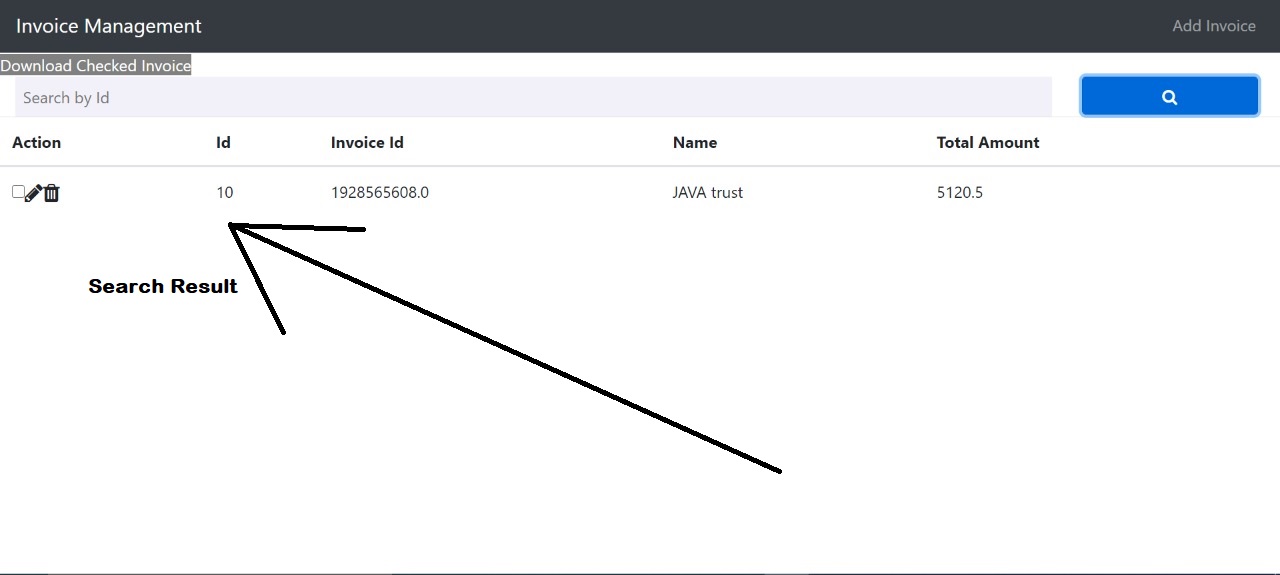 Invoice Management Add Invoice
Download Checked Invoice
Search by Id
Action Id Invoice Id Name Total Amount
10 1928565608.0 JAVA trust 5120.5
Search Result